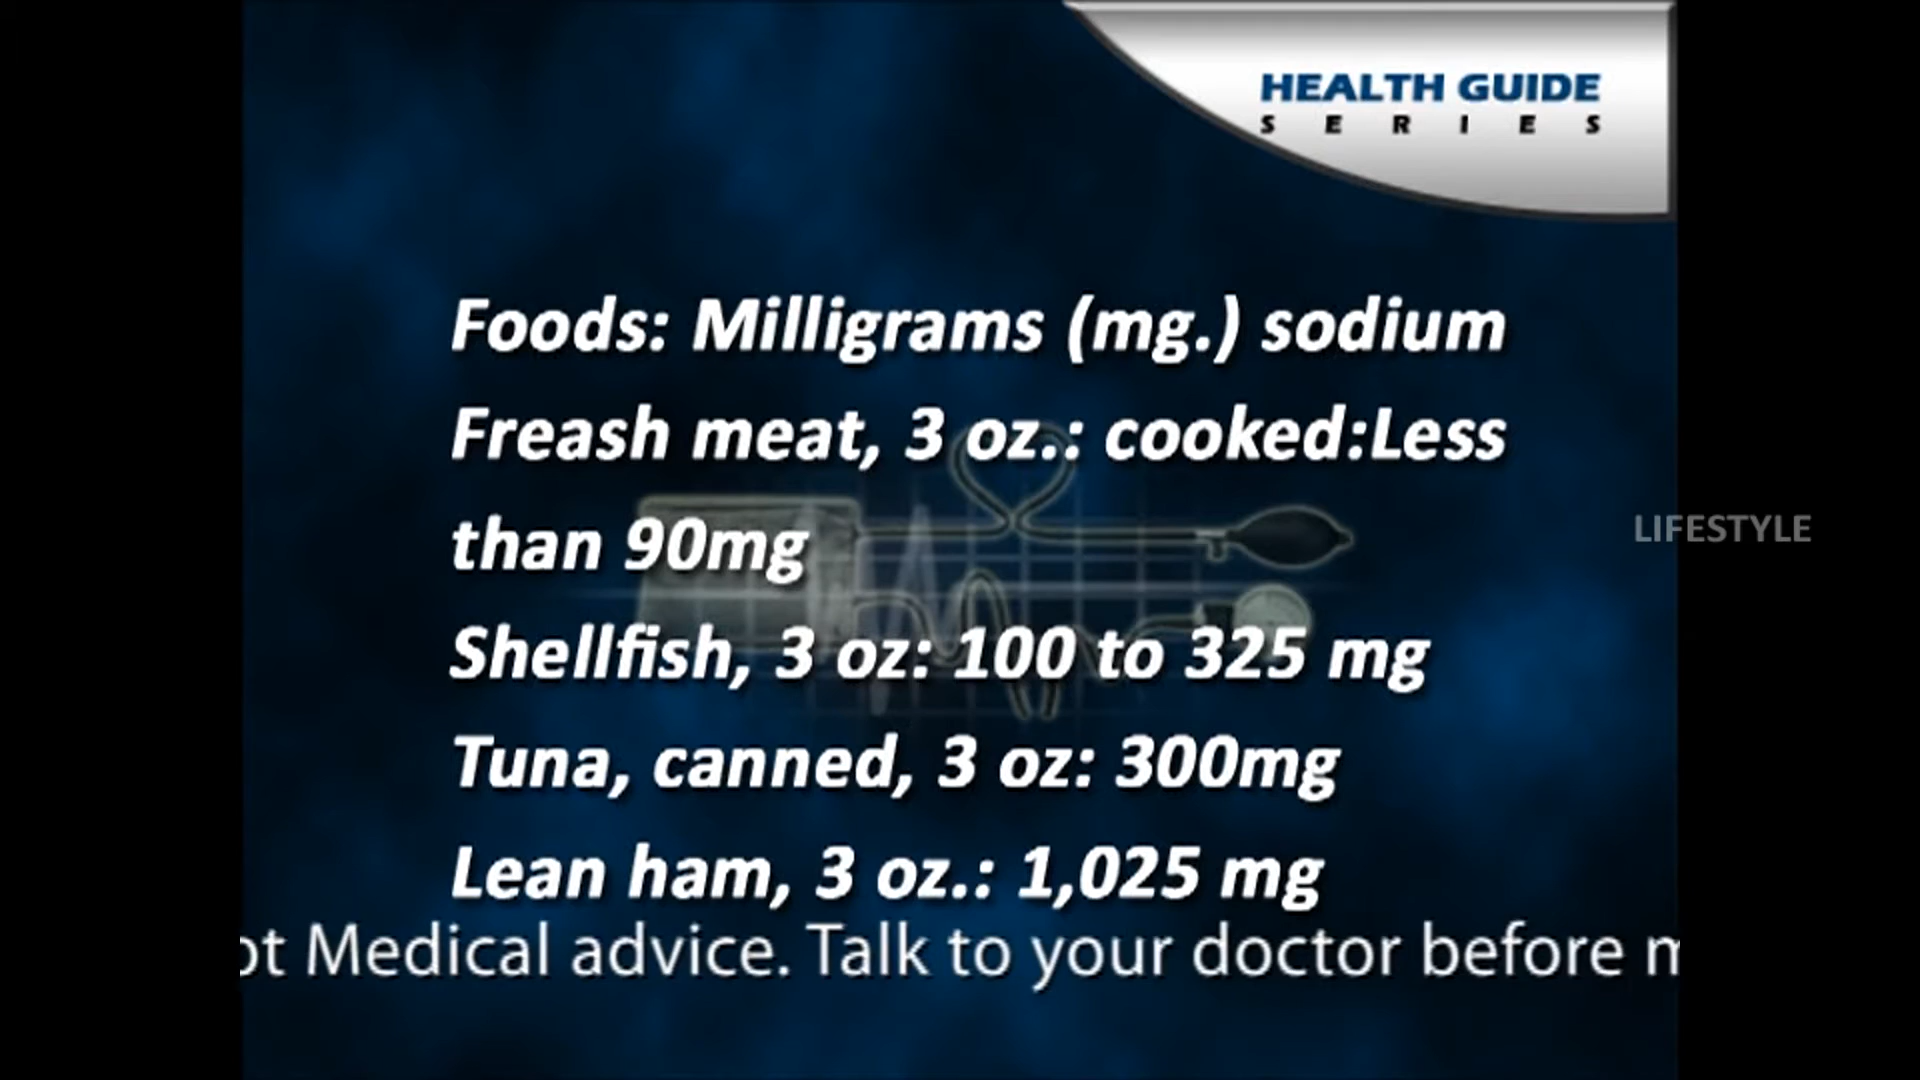 HEALTH GUIDE
SERIES
Foods: Milligrams (mg.) sodium
Freash meat, 3 oz.: cooked:Less
than 90mg
LIFESTYLE
Shellfish, 3 oz: 100 to 325 mg
Tuna, canned, 3 oz: 300mg
Lean ham, 3 oz.: 1,025 mg
Medical advice. Talk to your doctor before